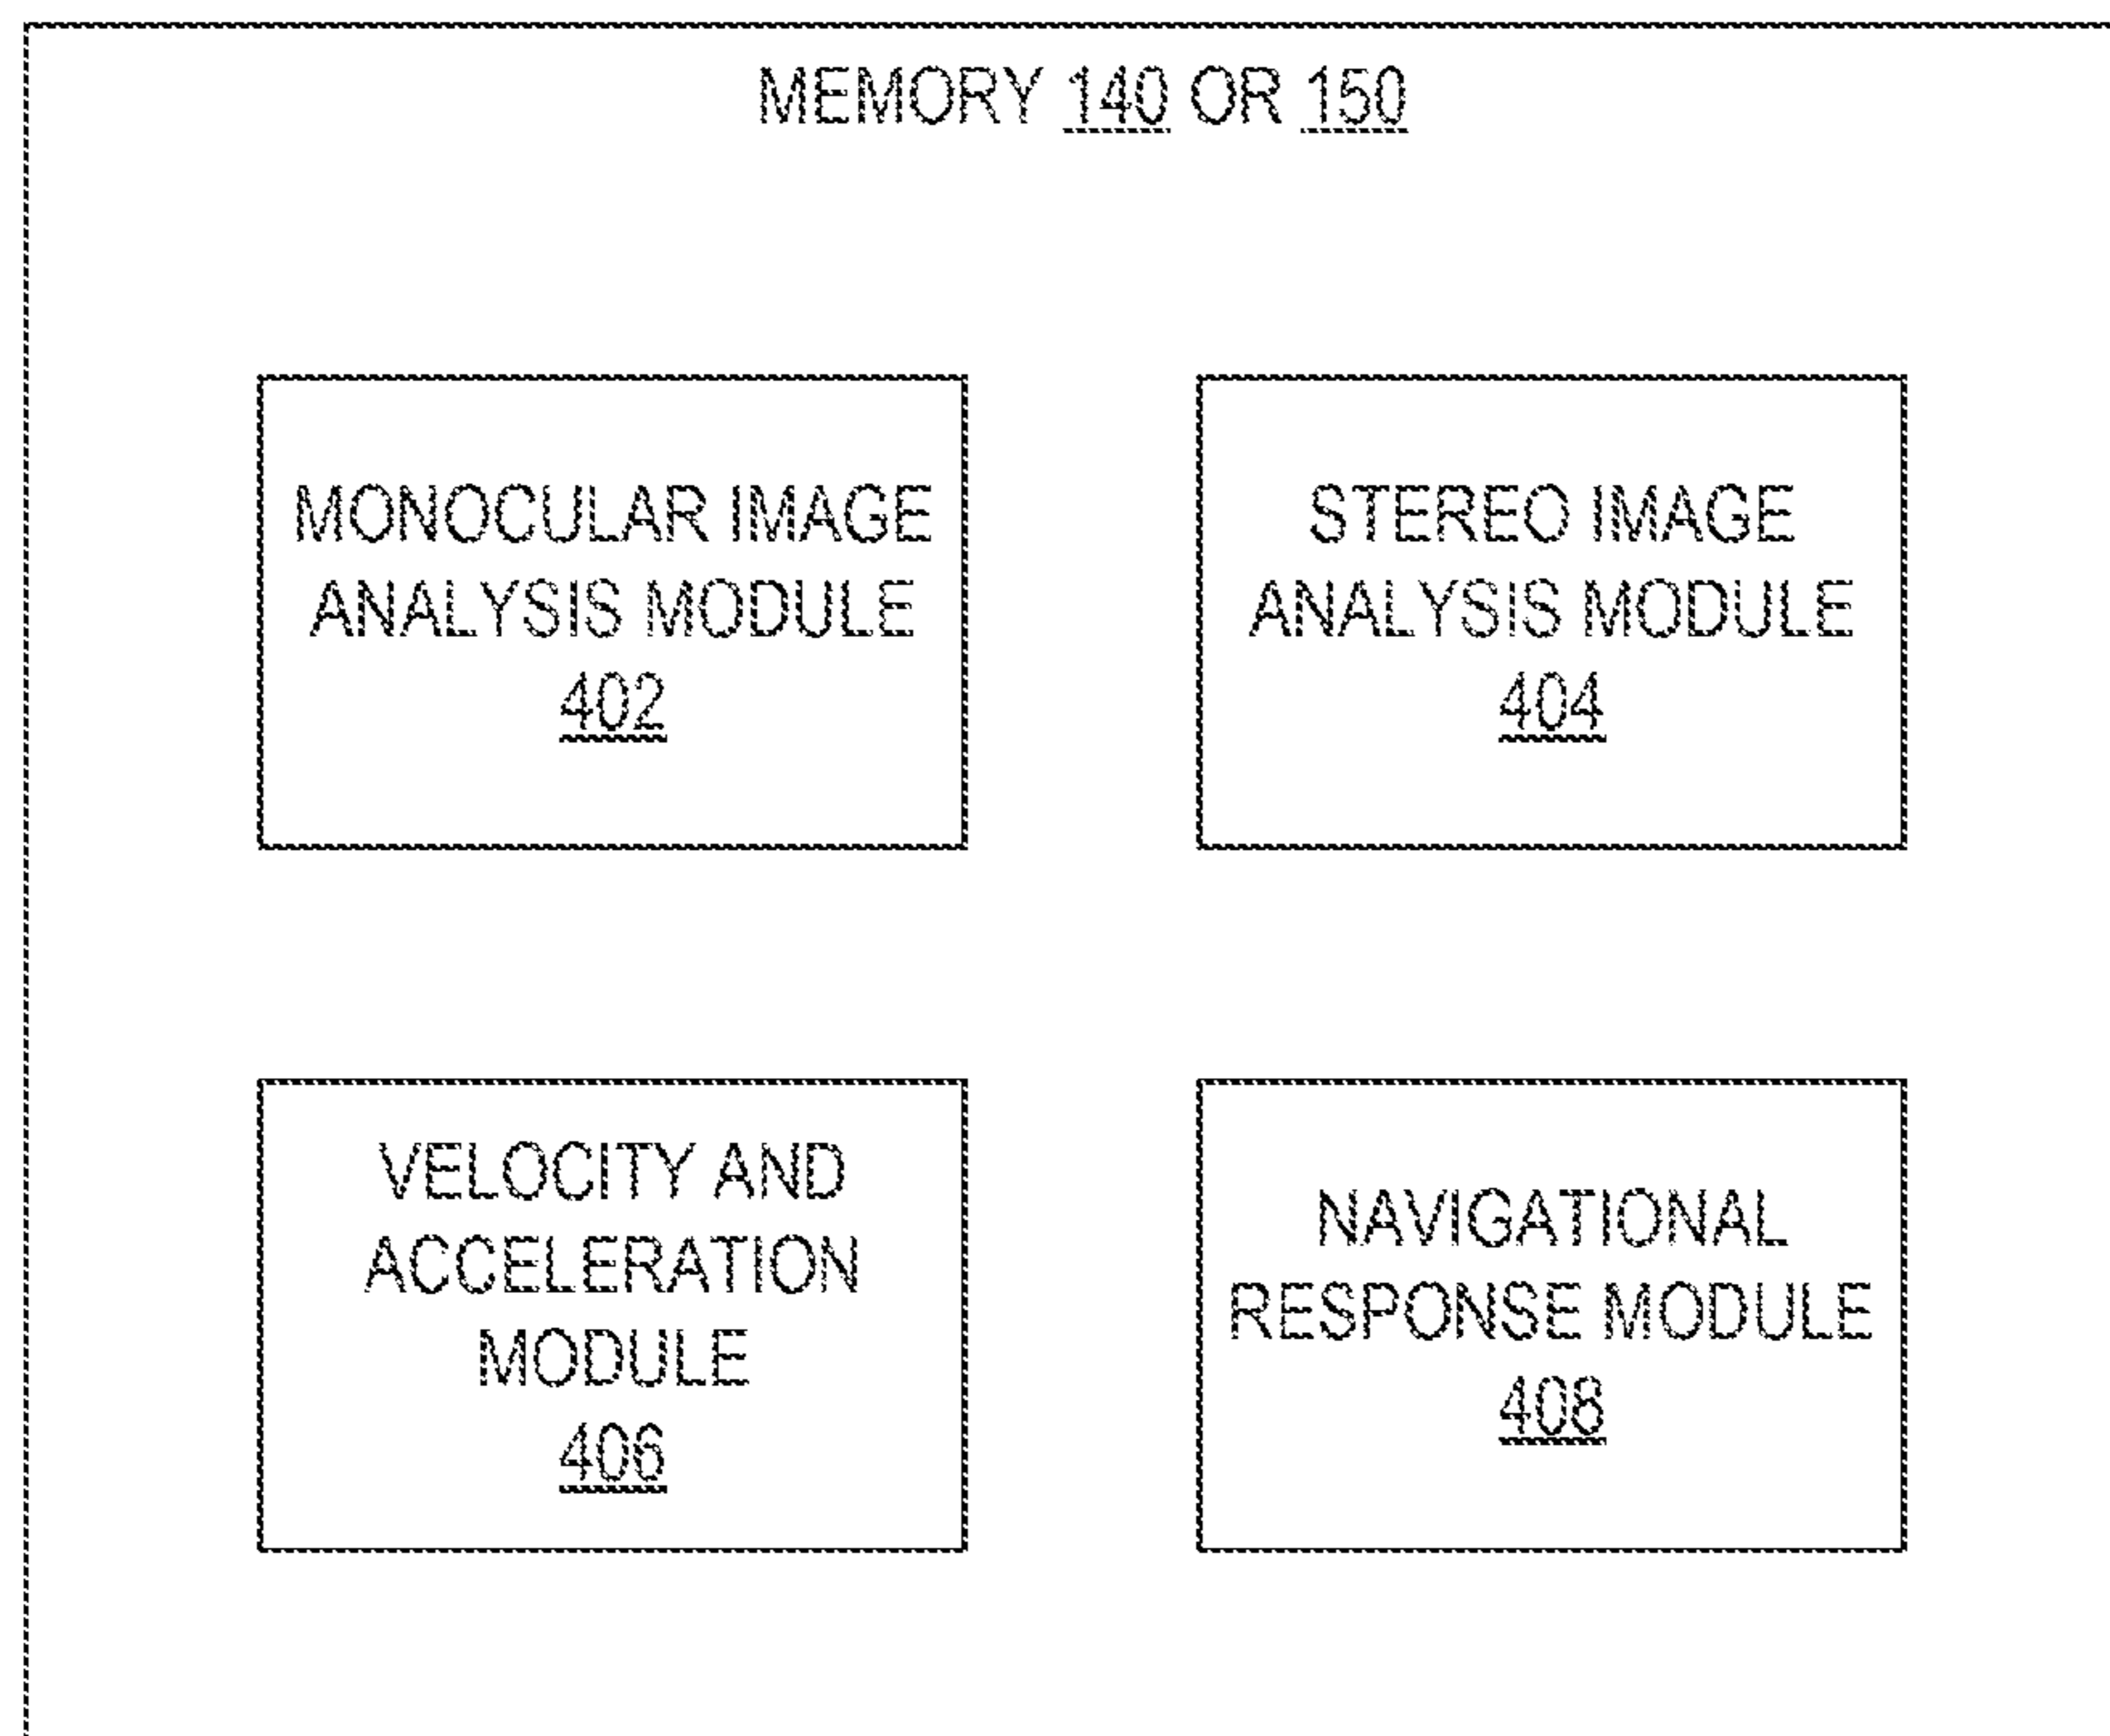 MEMORY 140 OR 150
MONOCULAR IMAGE
ANALYSIS MODULE
402
STEREO IMAGE
ANALYSIS MODULE
404
VELOCITY AND
ACCELERATION
MODULE
406
NAVIGATIONAL
RESPONSE MODULE
408